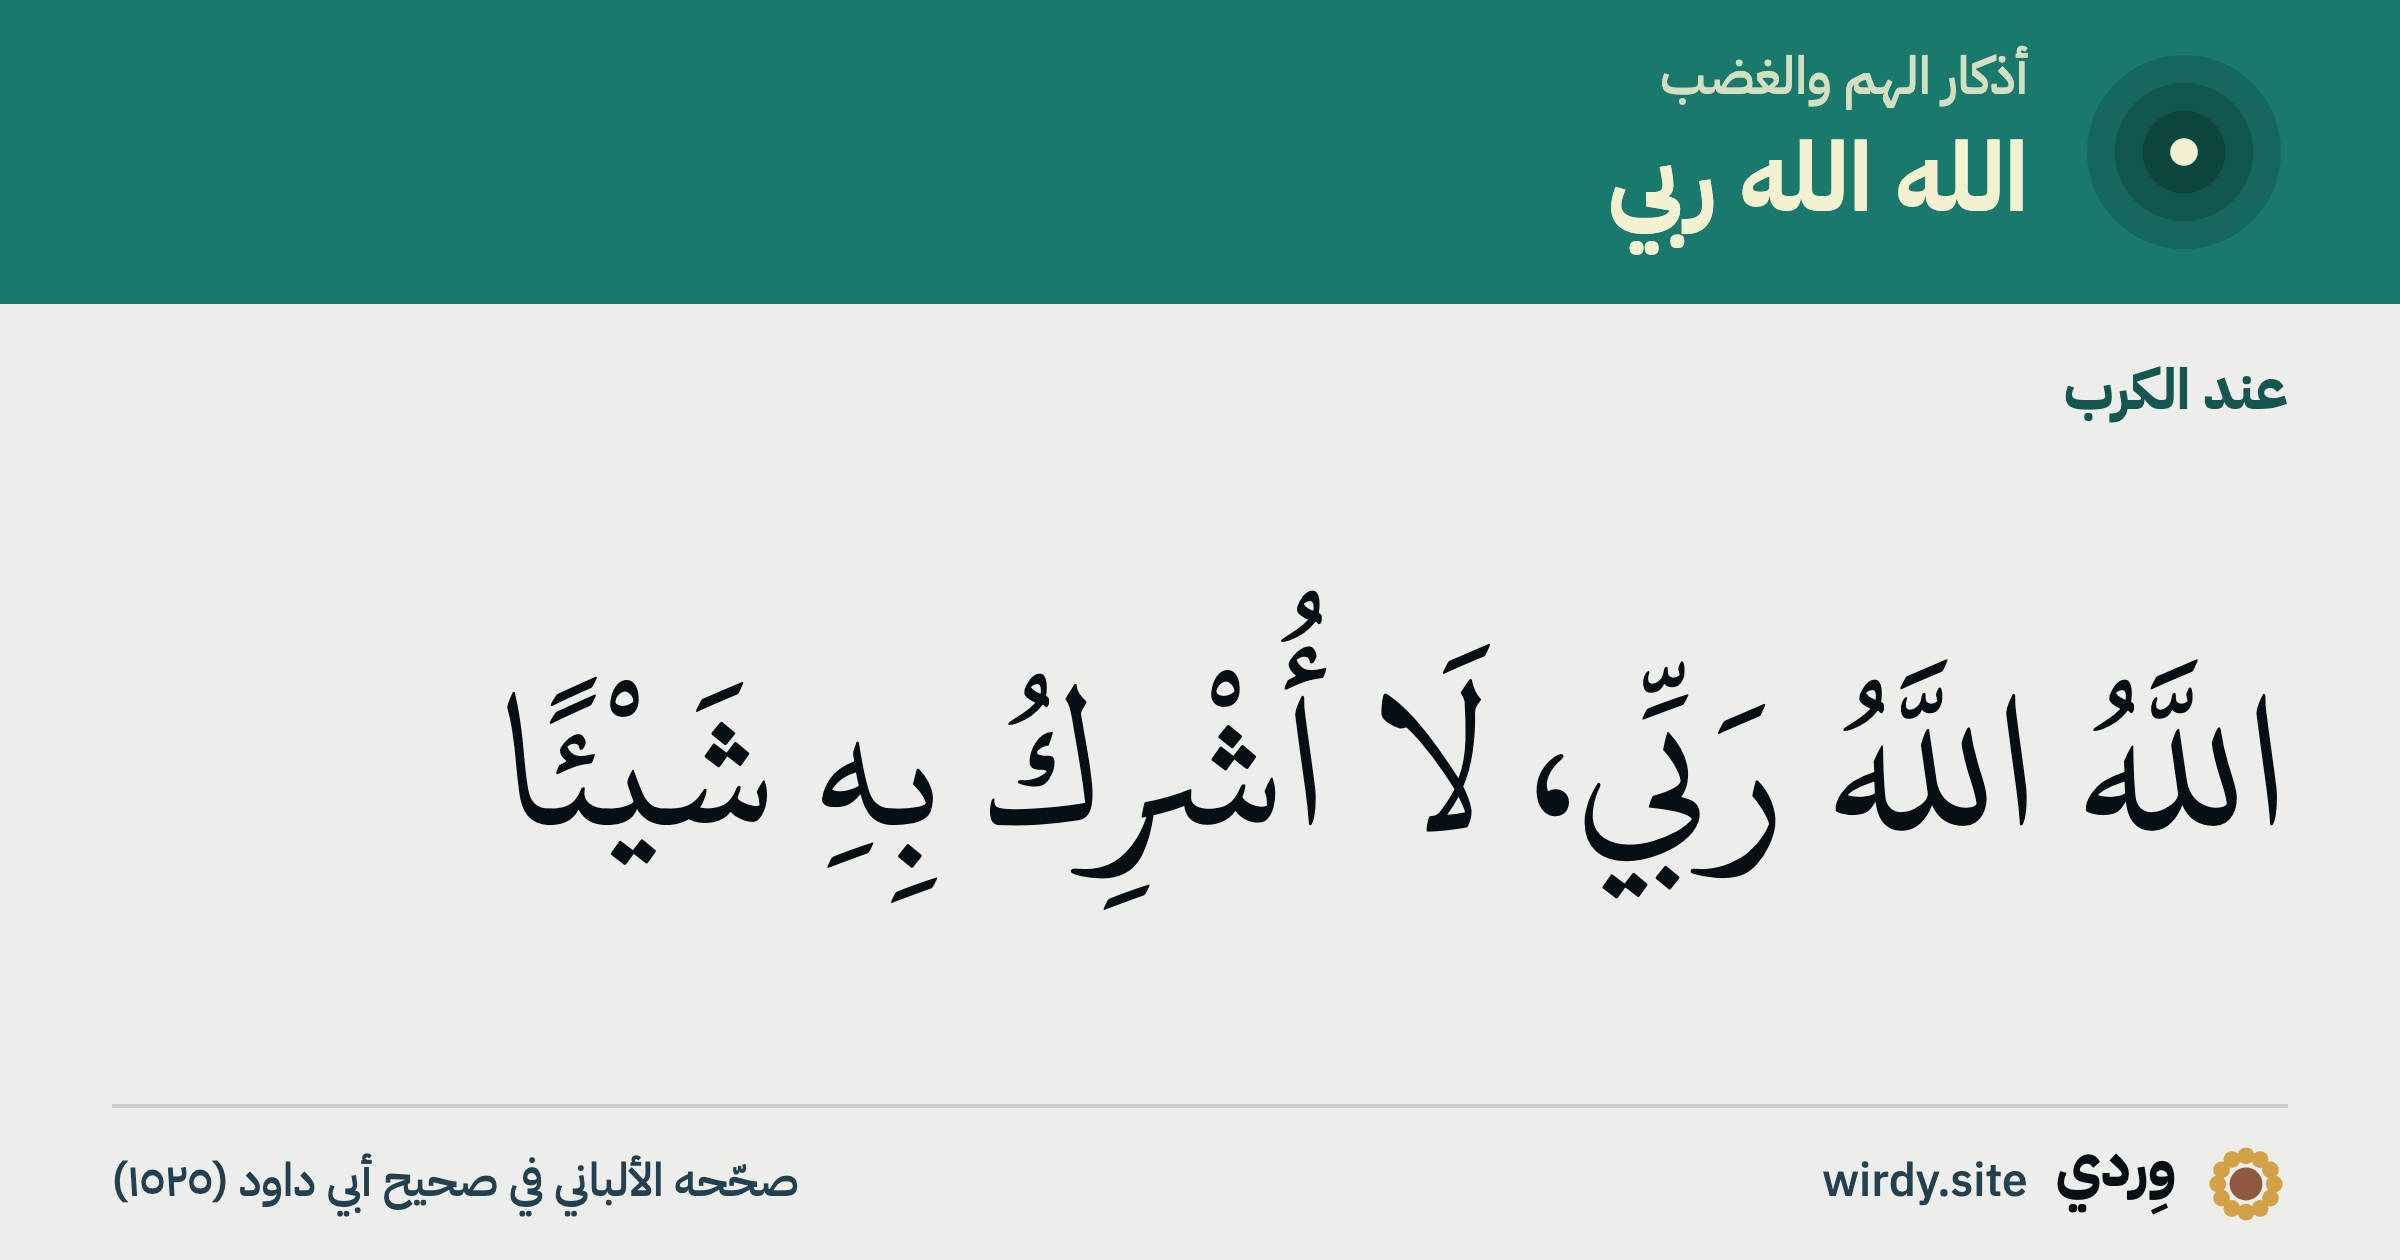 أذكار الهم والغضب
الله الله ربي
عند الكرب
اللَّهُ اللَّهُ رَبِّي، لَا أُشْرِكُ بِهِ شَيْئًا
وِردي wirdy.site
صحّحه الألباني في صحيح أبي داود (١٥٢٥)